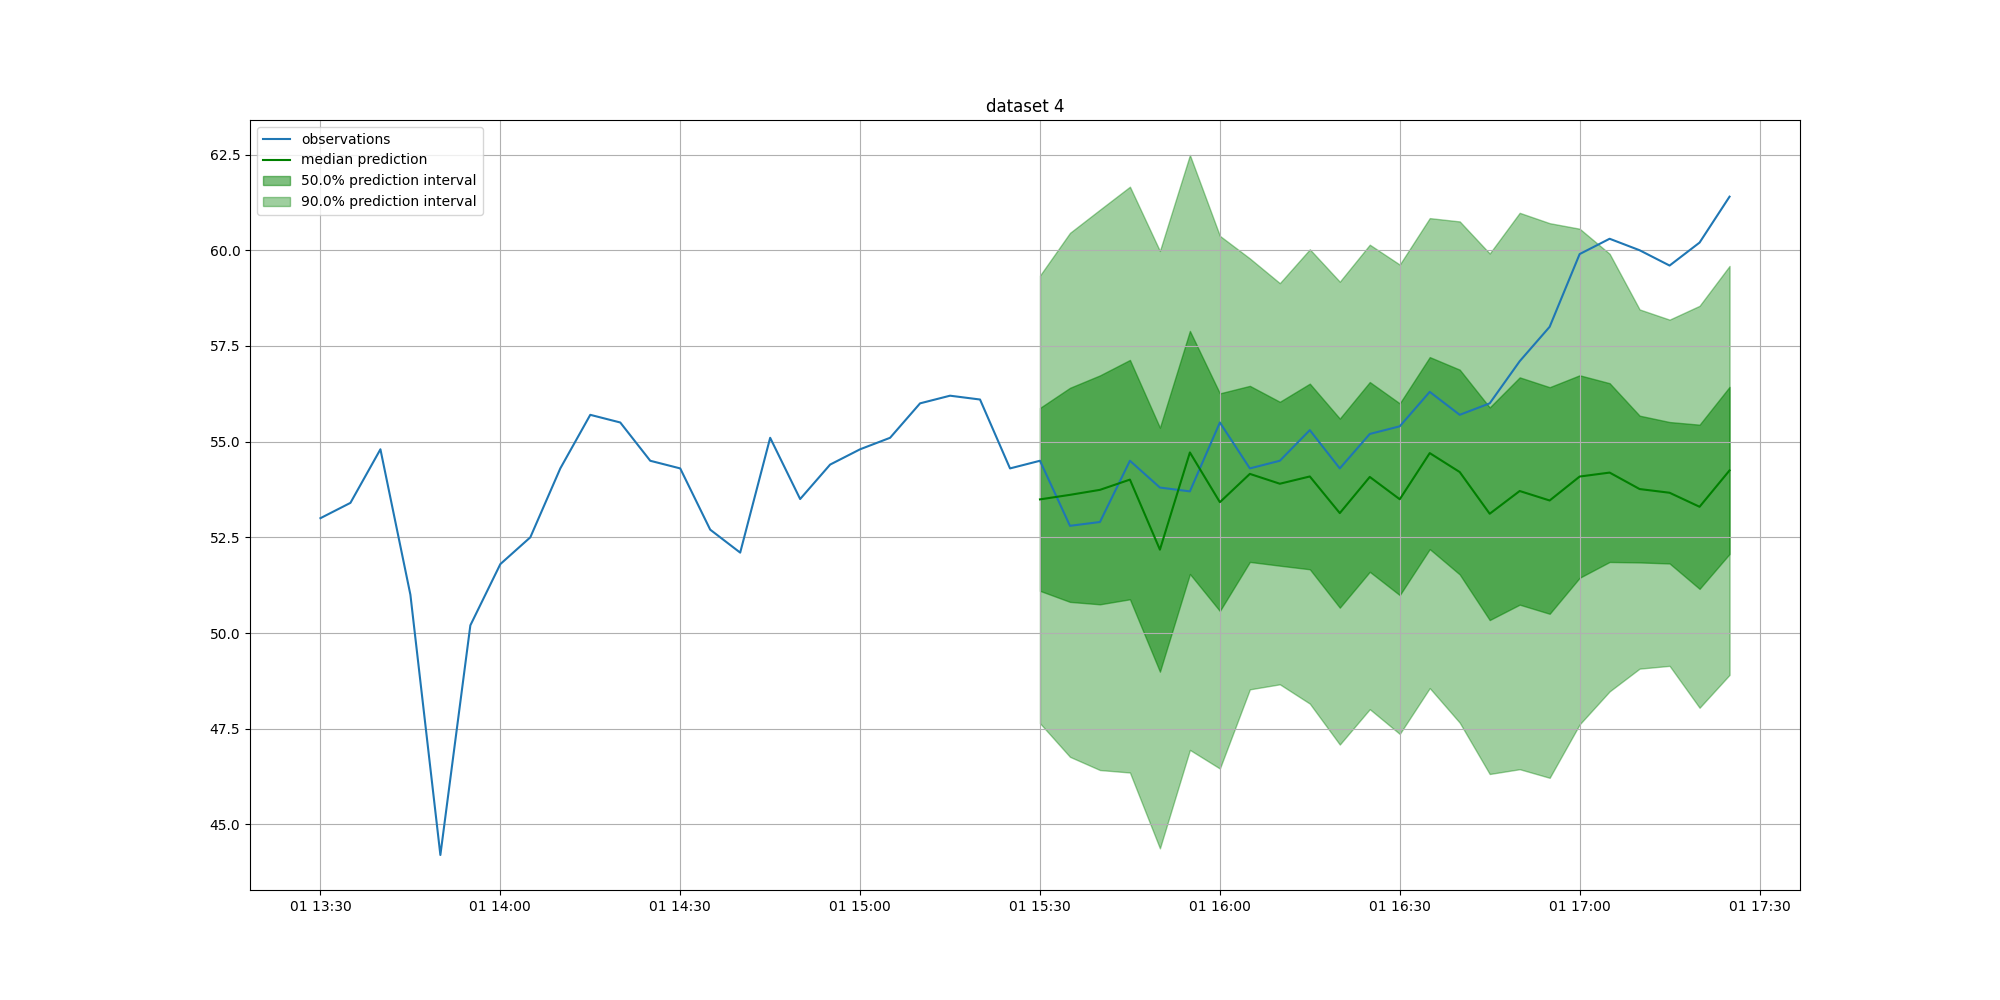 dataset 4
observations
median prediction
50.0% prediction interval
90.0% prediction interval
62.5
60.0
57.5
55.0
52.5
50.0
47.5
45.0
01 13:30 01 14:00 01 14:30 01 15:00 01 15:30 01 16:00 01 16:30 01 17:00 01 17:30